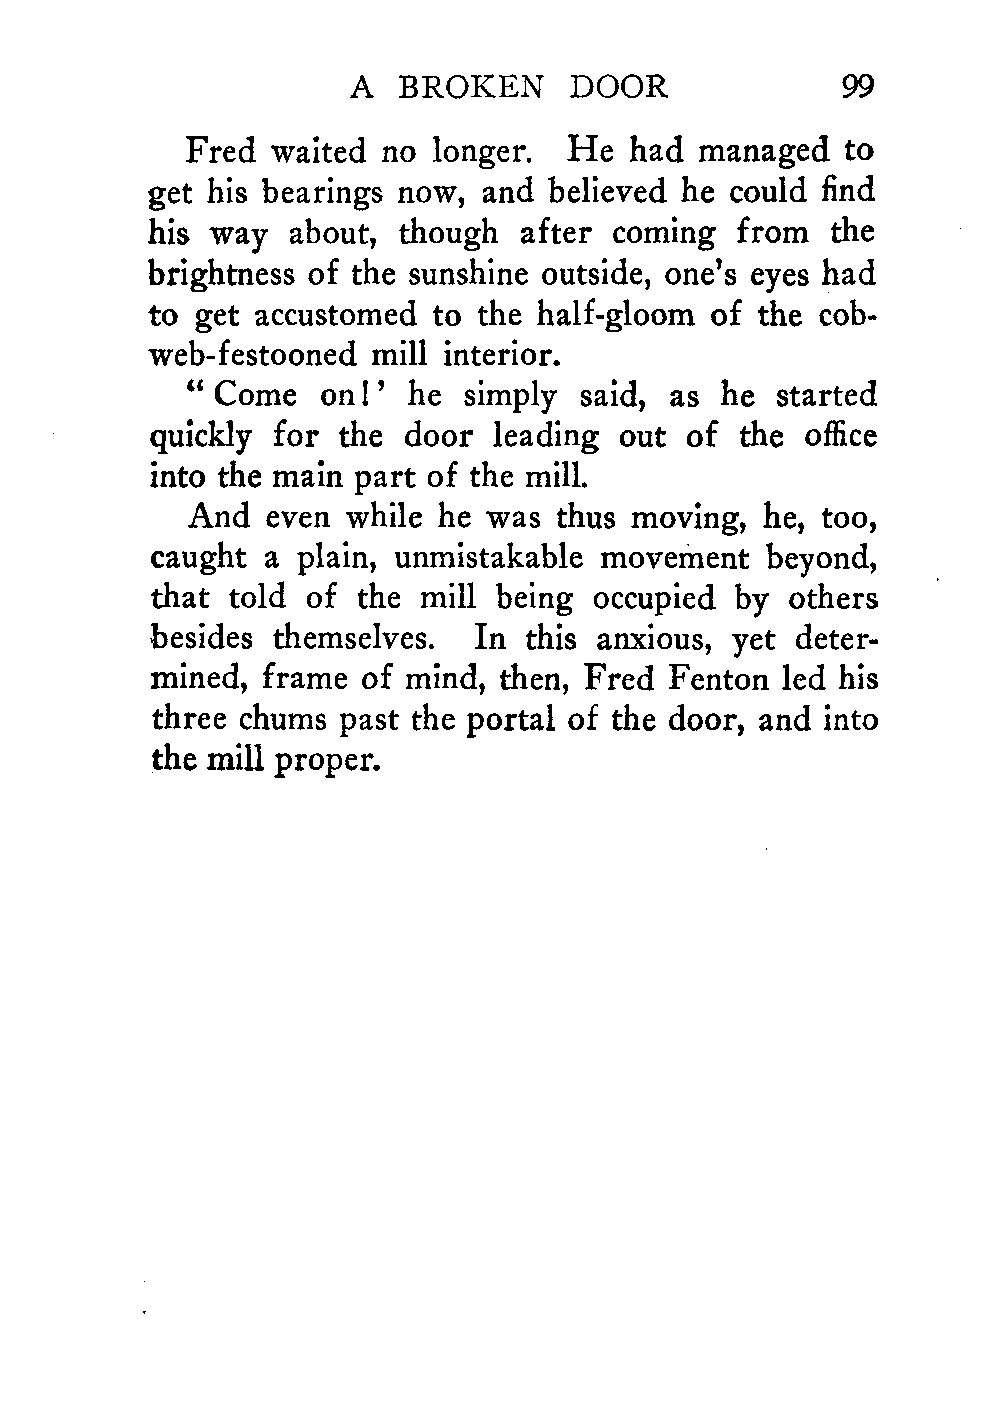 A BROKEN DOOR 99
Fred waited no longer. He had managed to
get his bearings now, and believed he could find
his way about, though after coming from the
brightness of the sunshine outside, one's eyes had
to get accustomed to the half-gloom of the cob-
web-festooned mill interior.
“Come on!’ he simply said, as he started
quickly for the door leading out of the office
into the main part of the mill.
And even while he was thus moving, he, too,
caught a plain, unmistakable movement beyond,
that told of the mill being occupied by others
besides themselves. In this anxious, yet deter-
mined, frame of mind, then, Fred Fenton led his
three chums past the portal of the door, and into
the mill proper.